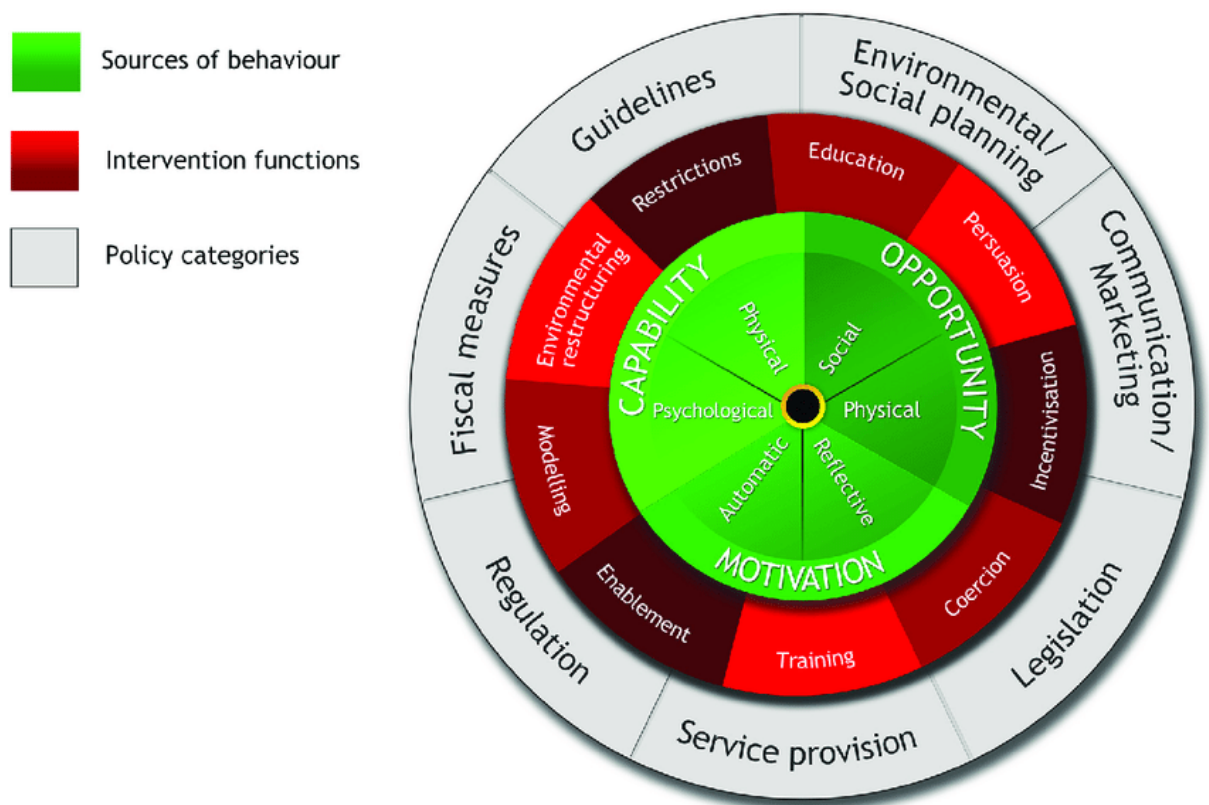 Sources of behaviour
Intervention functions
Policy categories
Guidelines
Environmental/
Social planning
Communication/
Marketing
Legislation
Service provision
Regulation
Fiscal measures
Restrictions
Education
Persuasion
Incentivisation
Coercion
Training
Enablement
Modelling
Environmental
restructuring
CAPABILITY
OPPORTUNITY
MOTIVATION
Physical
Social
Physical
Reflective
Automatic
Psychological